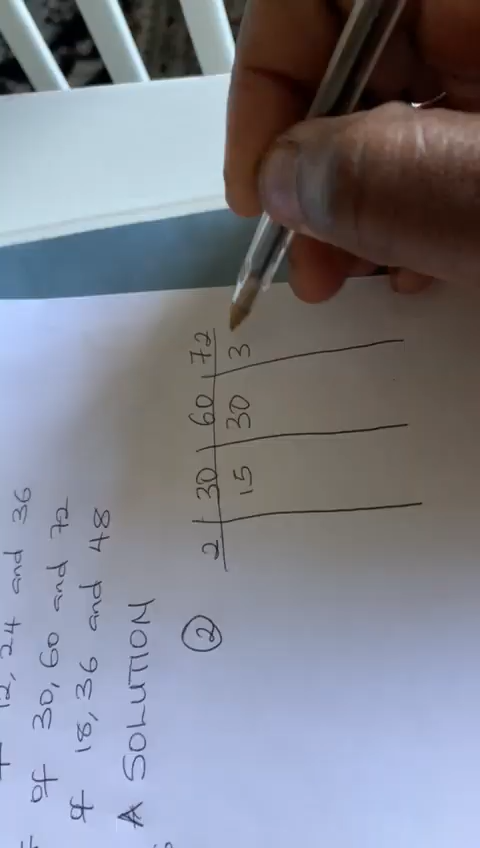 12, 24 and 36
of 30, 60 and 72
of 18, 36 and 48
A SOLUTION
2 2 30 60 72
15 30 3